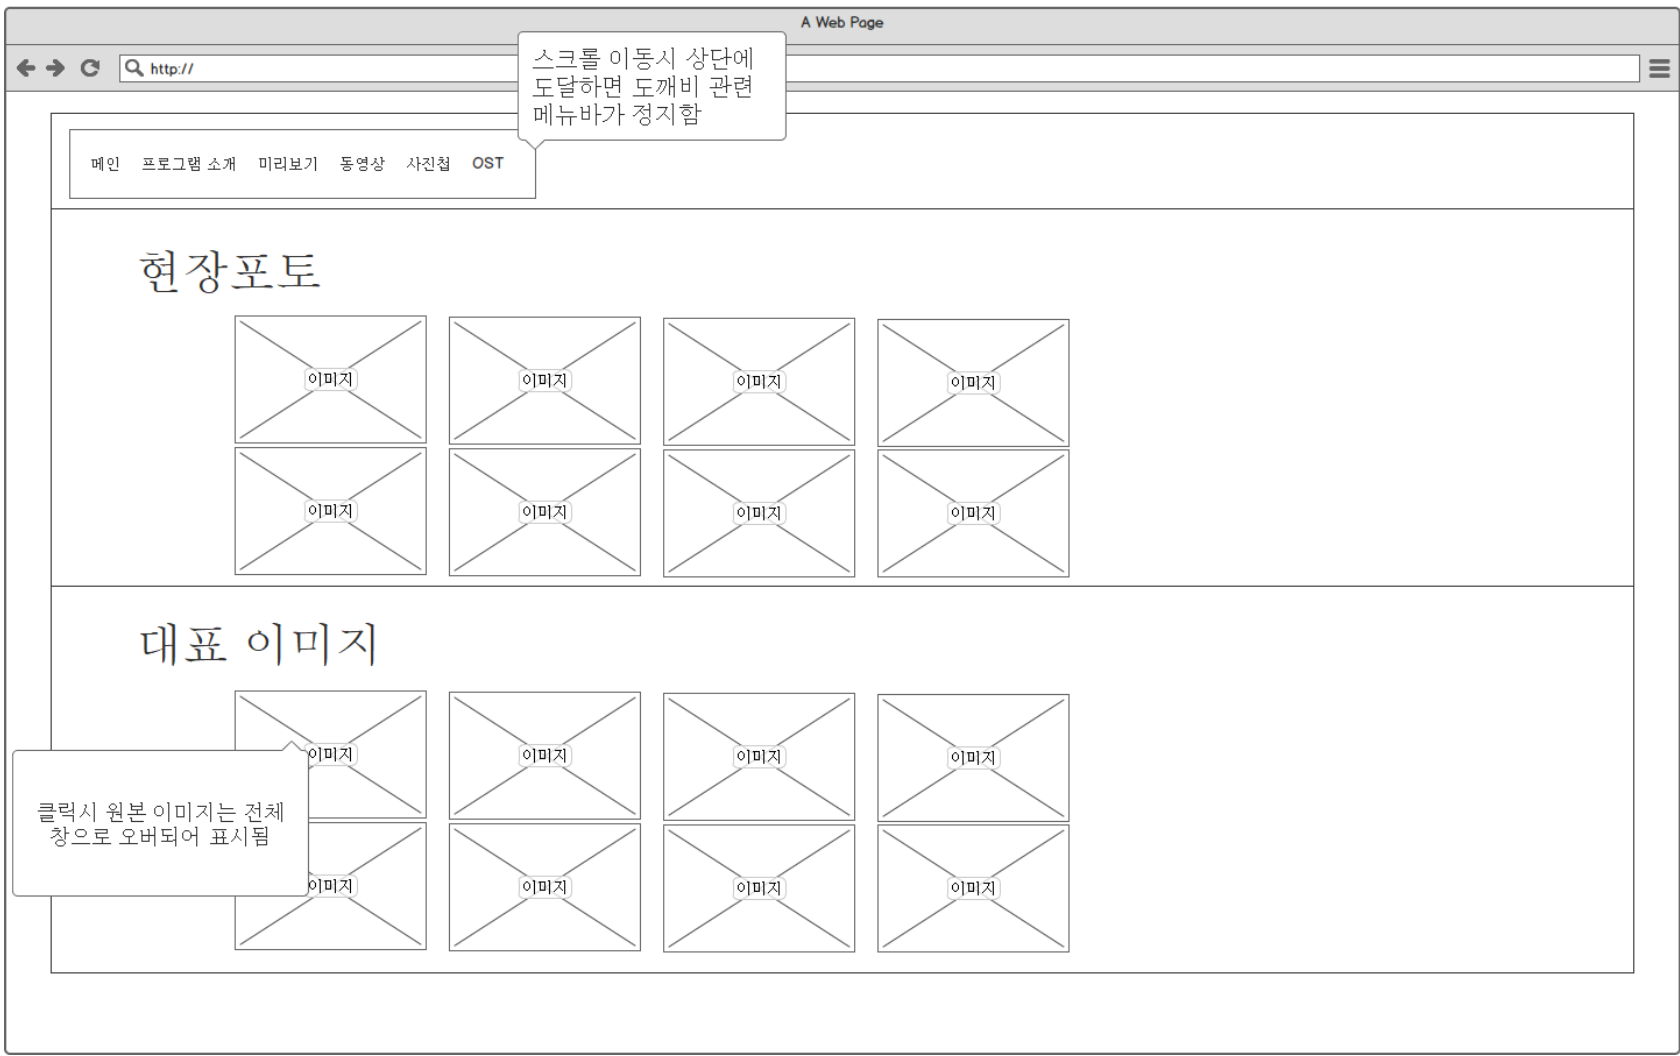 A Web Page
http://
스크롤 이동시 상단에
도달하면 도깨비 관련
메뉴바가 정지함
메인 프로그램 소개 미리보기 동영상 사진첩 OST
현장포토
이미지 이미지 이미지 이미지
이미지 이미지 이미지 이미지
대표 이미지
이미지 이미지 이미지 이미지
클릭시 원본 이미지는 전체
창으로 오버되어 표시됨
이미지 이미지 이미지 이미지